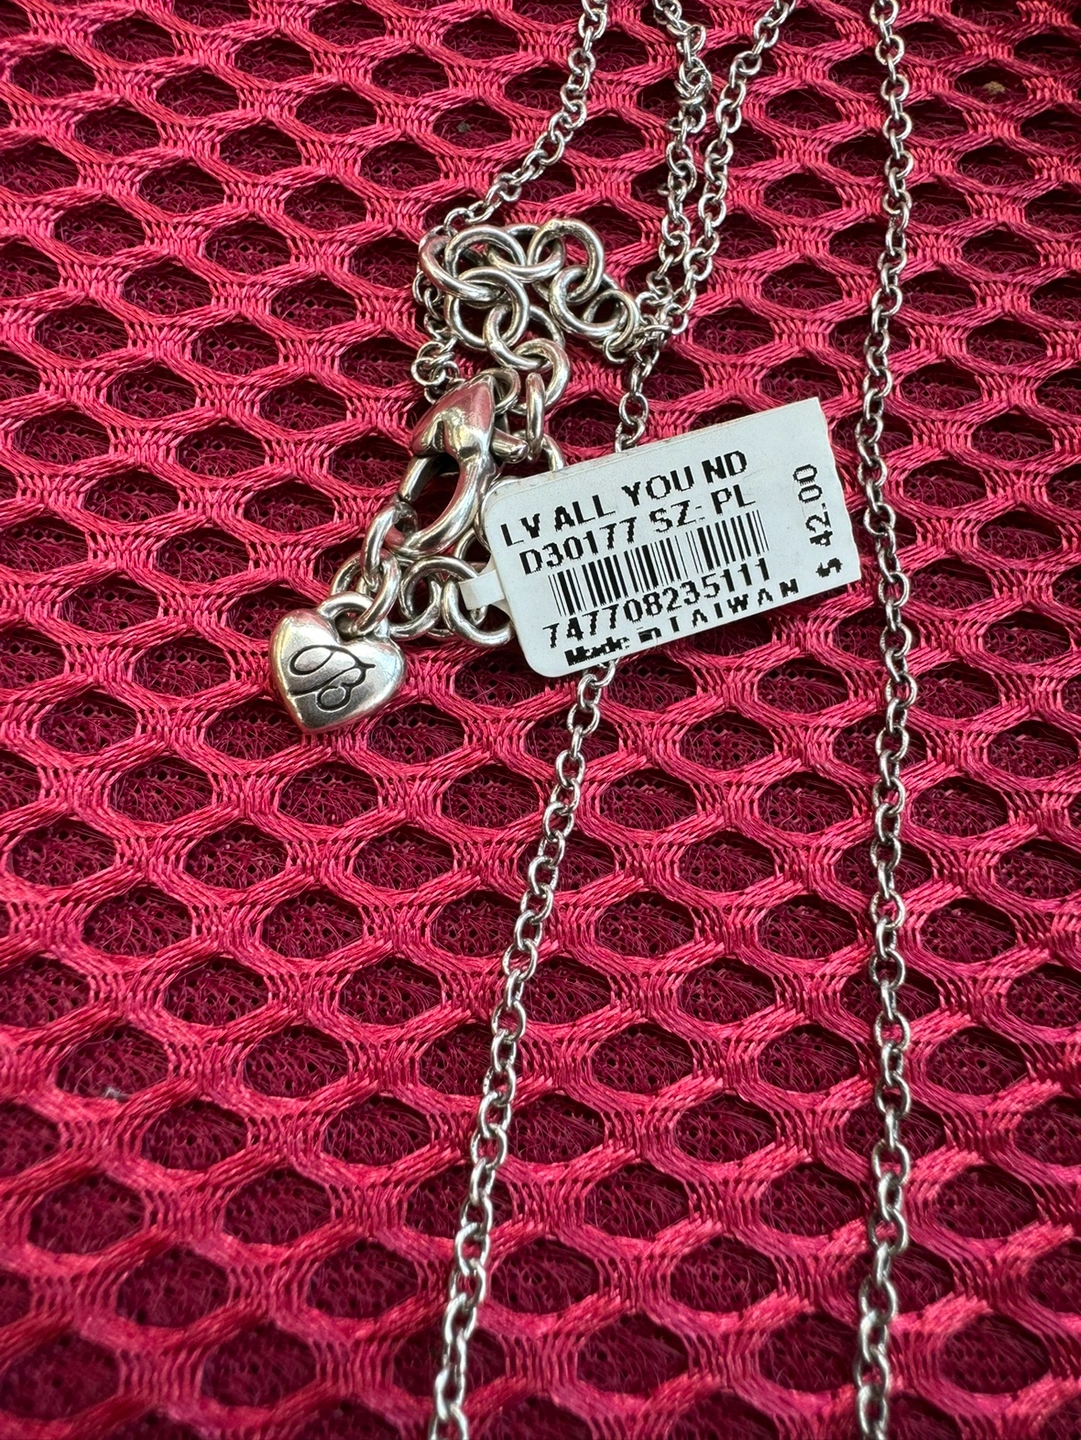 LV ALL YOU ND
D30177 SZ: PL
747708235111
Made in TAIWAN
$ 42.00
B